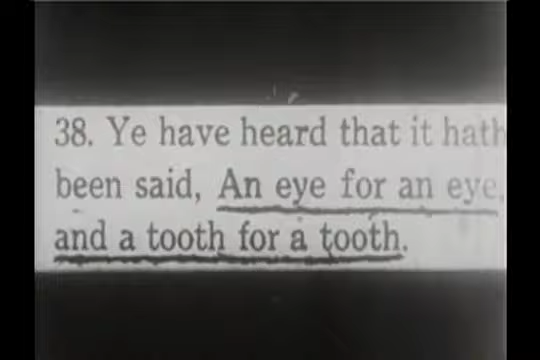 38. Ye have heard that it hath
been said, An eye for an eye,
and a tooth for a tooth.